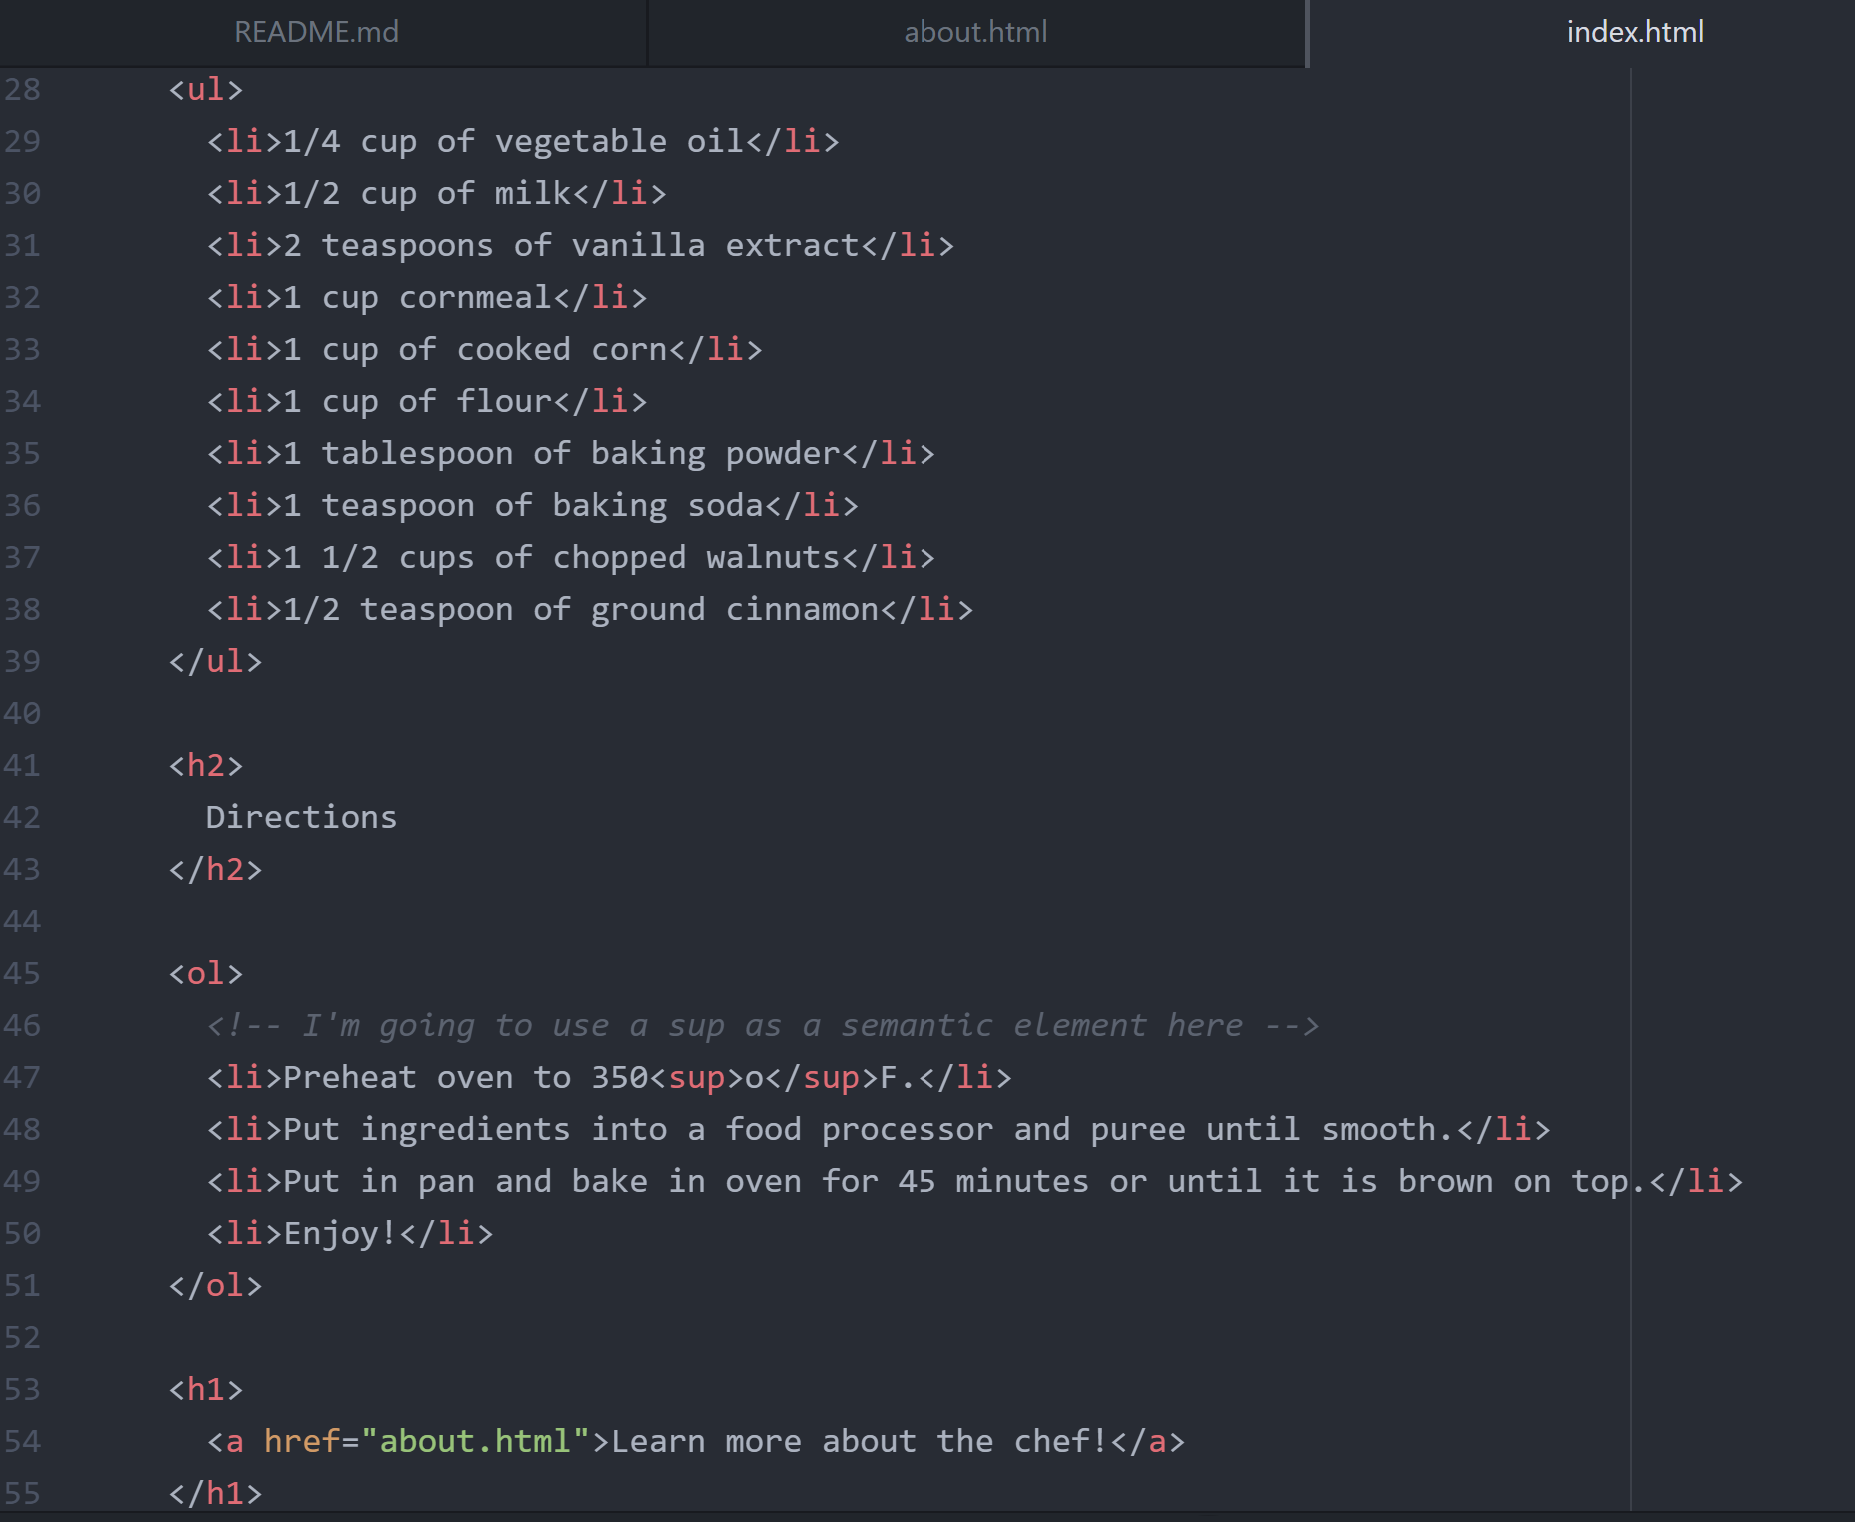 README.md about.html index.html
28 <ul>
29 <li>1/4 cup of vegetable oil</li>
30 <li>1/2 cup of milk</li>
31 <li>2 teaspoons of vanilla extract</li>
32 <li>1 cup cornmeal</li>
33 <li>1 cup of cooked corn</li>
34 <li>1 cup of flour</li>
35 <li>1 tablespoon of baking powder</li>
36 <li>1 teaspoon of baking soda</li>
37 <li>1 1/2 cups of chopped walnuts</li>
38 <li>1/2 teaspoon of ground cinnamon</li>
39 </ul>
40
41 <h2>
42 Directions
43 </h2>
44
45 <ol>
46 <!-- I'm going to use a sup as a semantic element here -->
47 <li>Preheat oven to 350<sup>o</sup>F.</li>
48 <li>Put ingredients into a food processor and puree until smooth.</li>
49 <li>Put in pan and bake in oven for 45 minutes or until it is brown on top.</li>
50 <li>Enjoy!</li>
51 </ol>
52
53 <h1>
54 <a href="about.html">Learn more about the chef!</a>
55 </h1>